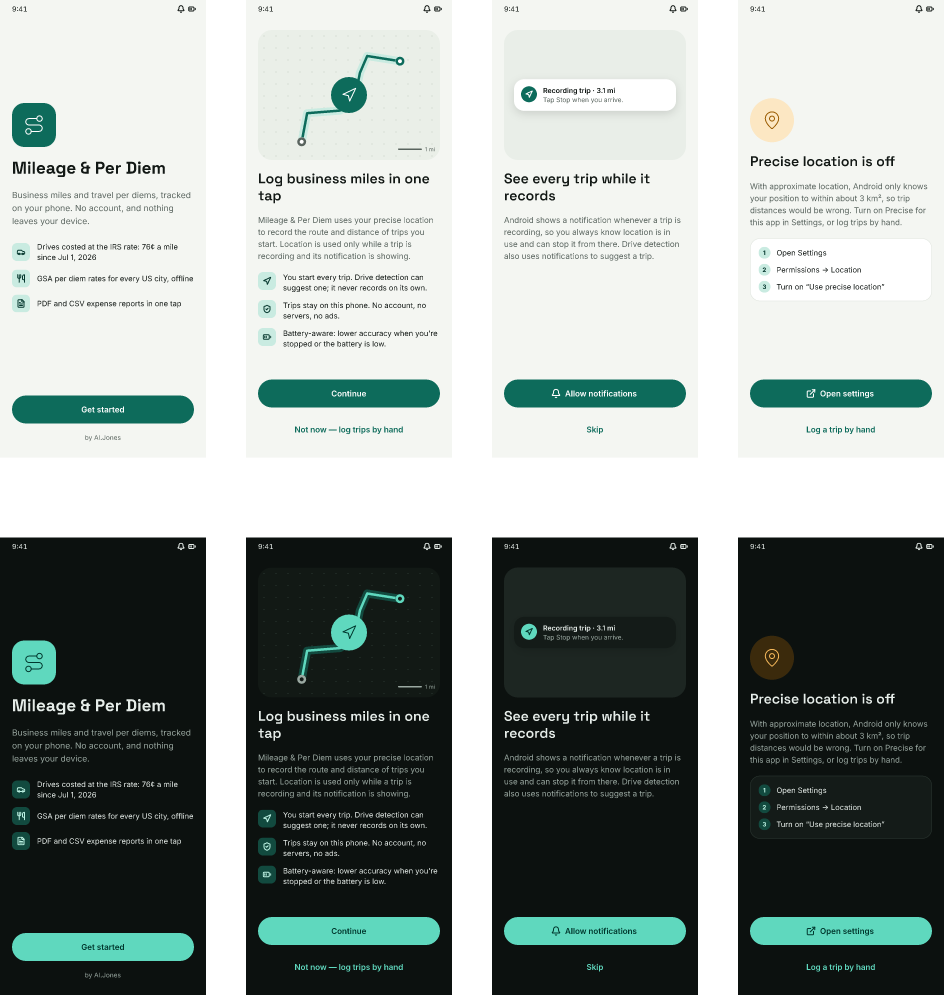 9:41
Mileage & Per Diem
Business miles and travel per diems, tracked
on your phone. No account, and nothing
leaves your device.
Drives costed at the IRS rate: 76¢ a mile
since Jul 1, 2026
GSA per diem rates for every US city, offline
PDF and CSV expense reports in one tap
Get started
by AI.Jones
9:41
1 mi
Log business miles in one
tap
Mileage & Per Diem uses your precise location
to record the route and distance of trips you
start. Location is used only while a trip is
recording and its notification is showing.
You start every trip. Drive detection can
suggest one; it never records on its own.
Trips stay on this phone. No account, no
servers, no ads.
Battery-aware: lower accuracy when you're
stopped or the battery is low.
Continue
Not now — log trips by hand
9:41
Recording trip · 3.1 mi
Tap Stop when you arrive.
See every trip while it
records
Android shows a notification whenever a trip is
recording, so you always know location is in
use and can stop it from there. Drive detection
also uses notifications to suggest a trip.
Allow notifications
Skip
9:41
Precise location is off
With approximate location, Android only knows
your position to within about 3 km², so trip
distances would be wrong. Turn on Precise for
this app in Settings, or log trips by hand.
1 Open Settings
2 Permissions → Location
3 Turn on “Use precise location”
Open settings
Log a trip by hand
9:41
Mileage & Per Diem
Business miles and travel per diems, tracked
on your phone. No account, and nothing
leaves your device.
Drives costed at the IRS rate: 76¢ a mile
since Jul 1, 2026
GSA per diem rates for every US city, offline
PDF and CSV expense reports in one tap
Get started
by AI.Jones
9:41
1 mi
Log business miles in one
tap
Mileage & Per Diem uses your precise location
to record the route and distance of trips you
start. Location is used only while a trip is
recording and its notification is showing.
You start every trip. Drive detection can
suggest one; it never records on its own.
Trips stay on this phone. No account, no
servers, no ads.
Battery-aware: lower accuracy when you're
stopped or the battery is low.
Continue
Not now — log trips by hand
9:41
Recording trip · 3.1 mi
Tap Stop when you arrive.
See every trip while it
records
Android shows a notification whenever a trip is
recording, so you always know location is in
use and can stop it from there. Drive detection
also uses notifications to suggest a trip.
Allow notifications
Skip
9:41
Precise location is off
With approximate location, Android only knows
your position to within about 3 km², so trip
distances would be wrong. Turn on Precise for
this app in Settings, or log trips by hand.
1 Open Settings
2 Permissions → Location
3 Turn on “Use precise location”
Open settings
Log a trip by hand